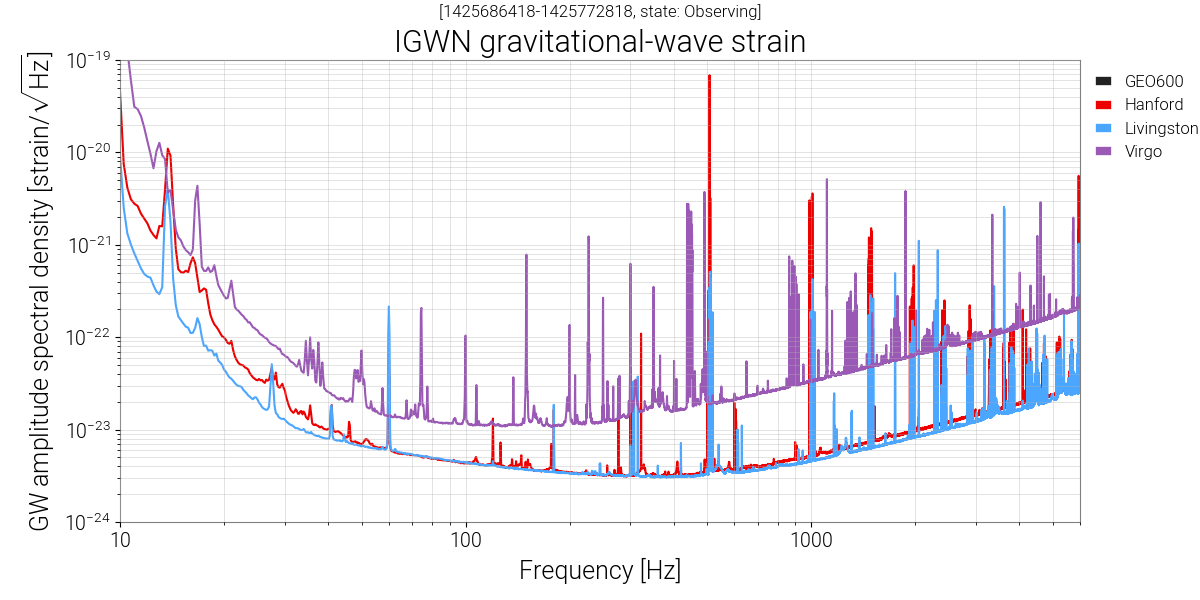 [1425686418-1425772818, state: Observing]
IGWN gravitational-wave strain
GW amplitude spectral density [strain/√Hz]
10⁻¹⁹
10⁻²⁰
10⁻²¹
10⁻²²
10⁻²³
10⁻²⁴
10
100
1000
Frequency [Hz]
GEO600
Hanford
Livingston
Virgo